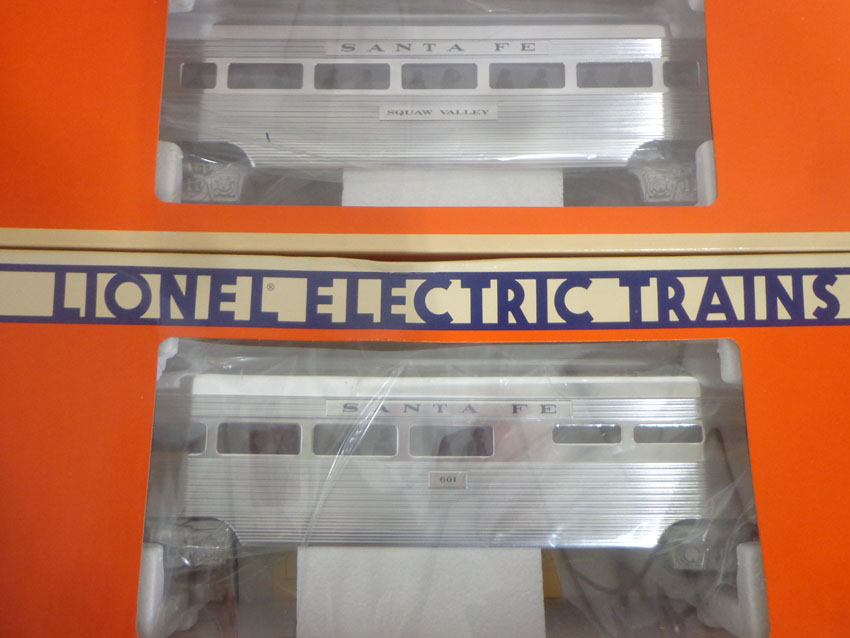 SANTA FE
SQUAW VALLEY
LIONEL® ELECTRIC TRAINS
SANTA FE
601